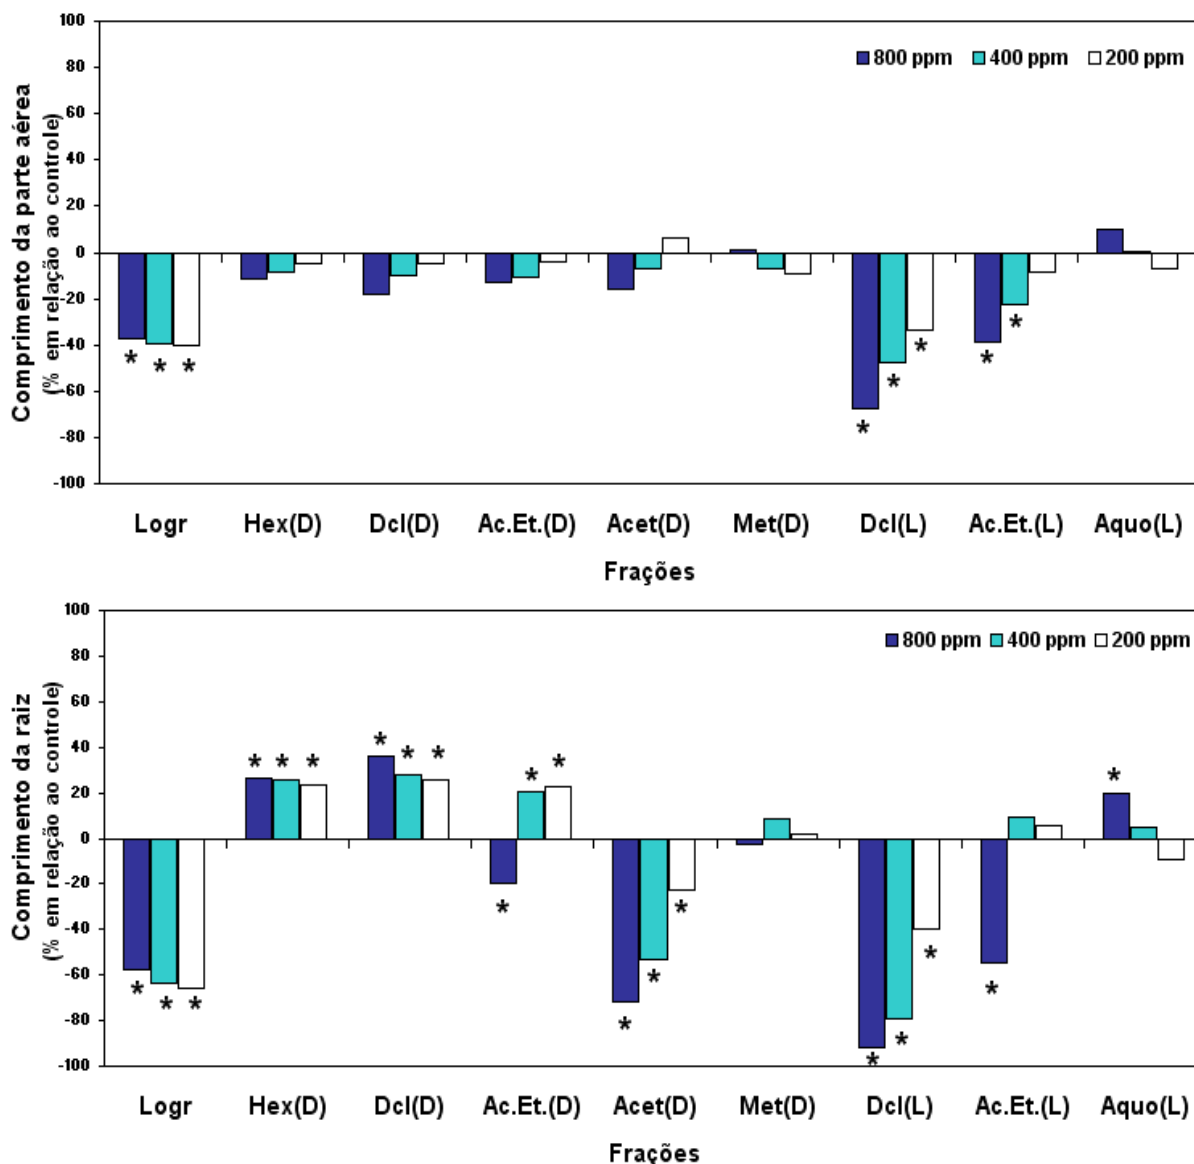 100
80
60
40
20
0
-20
-40
-60
-80
-100
Comprimento da parte aérea
(% em relação ao controle)
800 ppm 400 ppm 200 ppm
* * * * * * * *
Logr Hex(D) Dcl(D) Ac.Et.(D) Acet(D) Met(D) Dcl(L) Ac.Et.(L) Aquo(L)
Frações
100
80
60
40
20
0
-20
-40
-60
-80
-100
Comprimento da raiz
(% em relação ao controle)
800 ppm 400 ppm 200 ppm
* * * * * * * * * * * * * * * * * * * * *
Logr Hex(D) Dcl(D) Ac.Et.(D) Acet(D) Met(D) Dcl(L) Ac.Et.(L) Aquo(L)
Frações